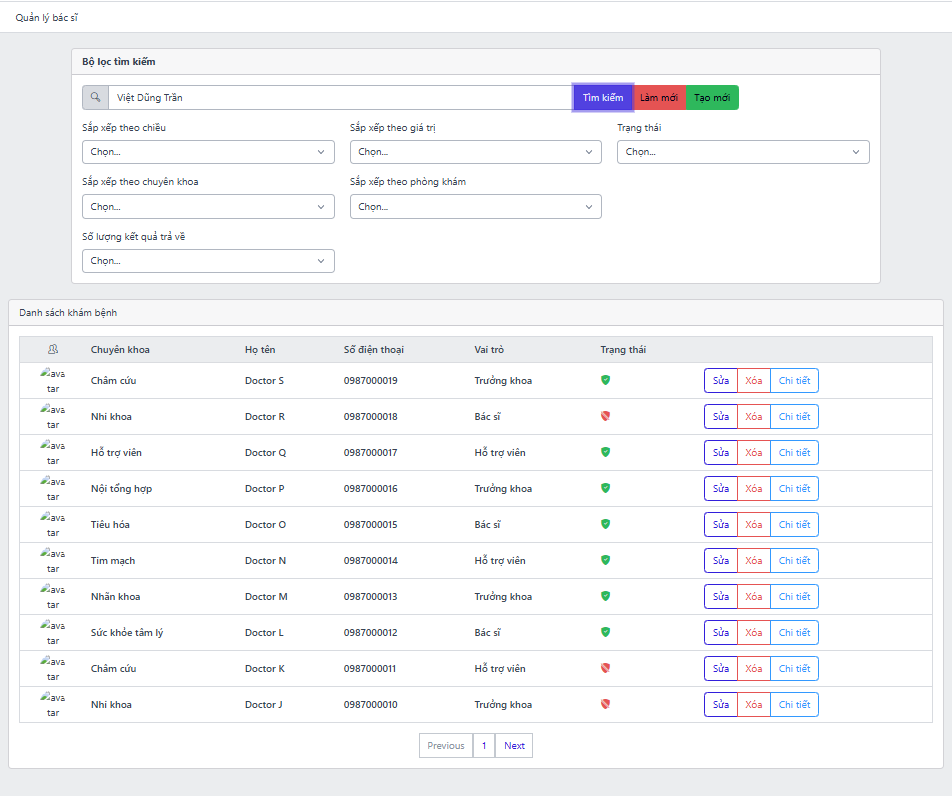 Quản lý bác sĩ
Bộ lọc tìm kiếm
Việt Dũng Trần Tìm kiếm Làm mới Tạo mới
Sắp xếp theo chiều Sắp xếp theo giá trị Trạng thái
Chọn... Chọn... Chọn...
Sắp xếp theo chuyên khoa Sắp xếp theo phòng khám
Chọn... Chọn...
Số lượng kết quả trả về
Chọn...
Danh sách khám bệnh
Chuyên khoa Họ tên Số điện thoại Vai trò Trạng thái
avatar Châm cứu Doctor S 0987000019 Trưởng khoa Sửa Xóa Chi tiết
avatar Nhi khoa Doctor R 0987000018 Bác sĩ Sửa Xóa Chi tiết
avatar Hỗ trợ viên Doctor Q 0987000017 Hỗ trợ viên Sửa Xóa Chi tiết
avatar Nội tổng hợp Doctor P 0987000016 Trưởng khoa Sửa Xóa Chi tiết
avatar Tiêu hóa Doctor O 0987000015 Bác sĩ Sửa Xóa Chi tiết
avatar Tim mạch Doctor N 0987000014 Hỗ trợ viên Sửa Xóa Chi tiết
avatar Nhãn khoa Doctor M 0987000013 Trưởng khoa Sửa Xóa Chi tiết
avatar Sức khỏe tâm lý Doctor L 0987000012 Bác sĩ Sửa Xóa Chi tiết
avatar Châm cứu Doctor K 0987000011 Hỗ trợ viên Sửa Xóa Chi tiết
avatar Nhi khoa Doctor J 0987000010 Trưởng khoa Sửa Xóa Chi tiết
Previous 1 Next